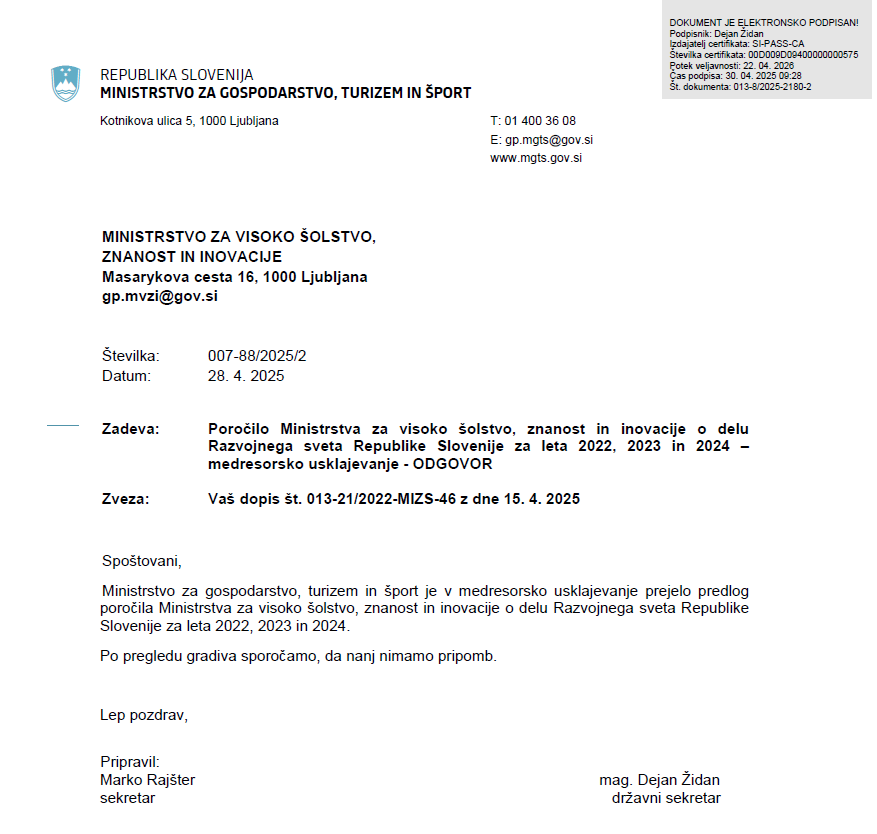 DOKUMENT JE ELEKTRONSKO PODPISAN!
Podpisnik: Dejan Židan
Izdajatelj certifikata: SI-PASS-CA
Številka certifikata: 00D009D09400000000575
Potek veljavnosti: 22. 04. 2026
Čas podpisa: 30. 04. 2025 09:28
Št. dokumenta: 013-8/2025-2180-2
REPUBLIKA SLOVENIJA
MINISTRSTVO ZA GOSPODARSTVO, TURIZEM IN ŠPORT
Kotnikova ulica 5, 1000 Ljubljana
T: 01 400 36 08
E: gp.mgts@gov.si
www.mgts.gov.si
MINISTRSTVO ZA VISOKO ŠOLSTVO,
ZNANOST IN INOVACIJE
Masarykova cesta 16, 1000 Ljubljana
gp.mvzi@gov.si
Številka: 007-88/2025/2
Datum: 28. 4. 2025
Zadeva: Poročilo Ministrstva za visoko šolstvo, znanost in inovacije o delu
Razvojnega sveta Republike Slovenije za leta 2022, 2023 in 2024 –
medresorsko usklajevanje - ODGOVOR
Zveza: Vaš dopis št. 013-21/2022-MIZS-46 z dne 15. 4. 2025
Spoštovani,
Ministrstvo za gospodarstvo, turizem in šport je v medresorsko usklajevanje prejelo predlog
poročila Ministrstva za visoko šolstvo, znanost in inovacije o delu Razvojnega sveta Republike
Slovenije za leta 2022, 2023 in 2024.
Po pregledu gradiva sporočamo, da nanj nimamo pripomb.
Lep pozdrav,
Pripravil:
Marko Rajšter
sekretar
mag. Dejan Židan
državni sekretar